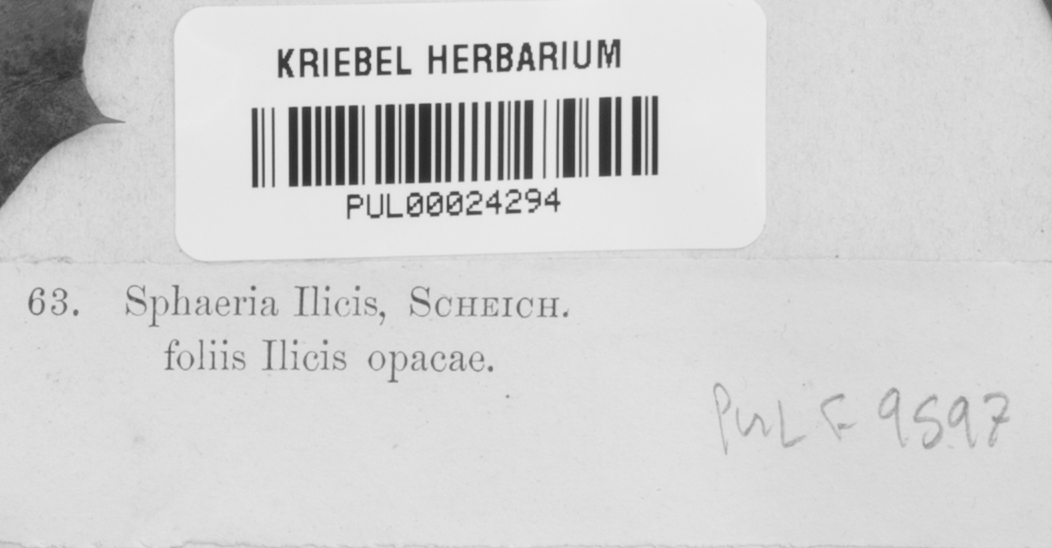 KRIEBEL HERBARIUM
PUL00024294
63. Sphaeria Ilicis, SCHEICH.
foliis Ilicis opacae.
PUL F 9597